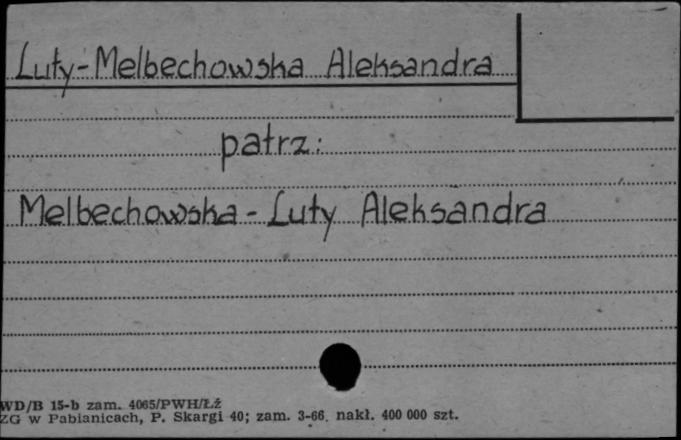 Luty-Melbechowska Aleksandra
patrz:
Melbechowska-Luty Aleksandra
WD/B 15-b zam. 4065/PWH/Łż
ZG w Pabianicach, P. Skargi 40; zam. 3-66. nakł. 400 000 szt.